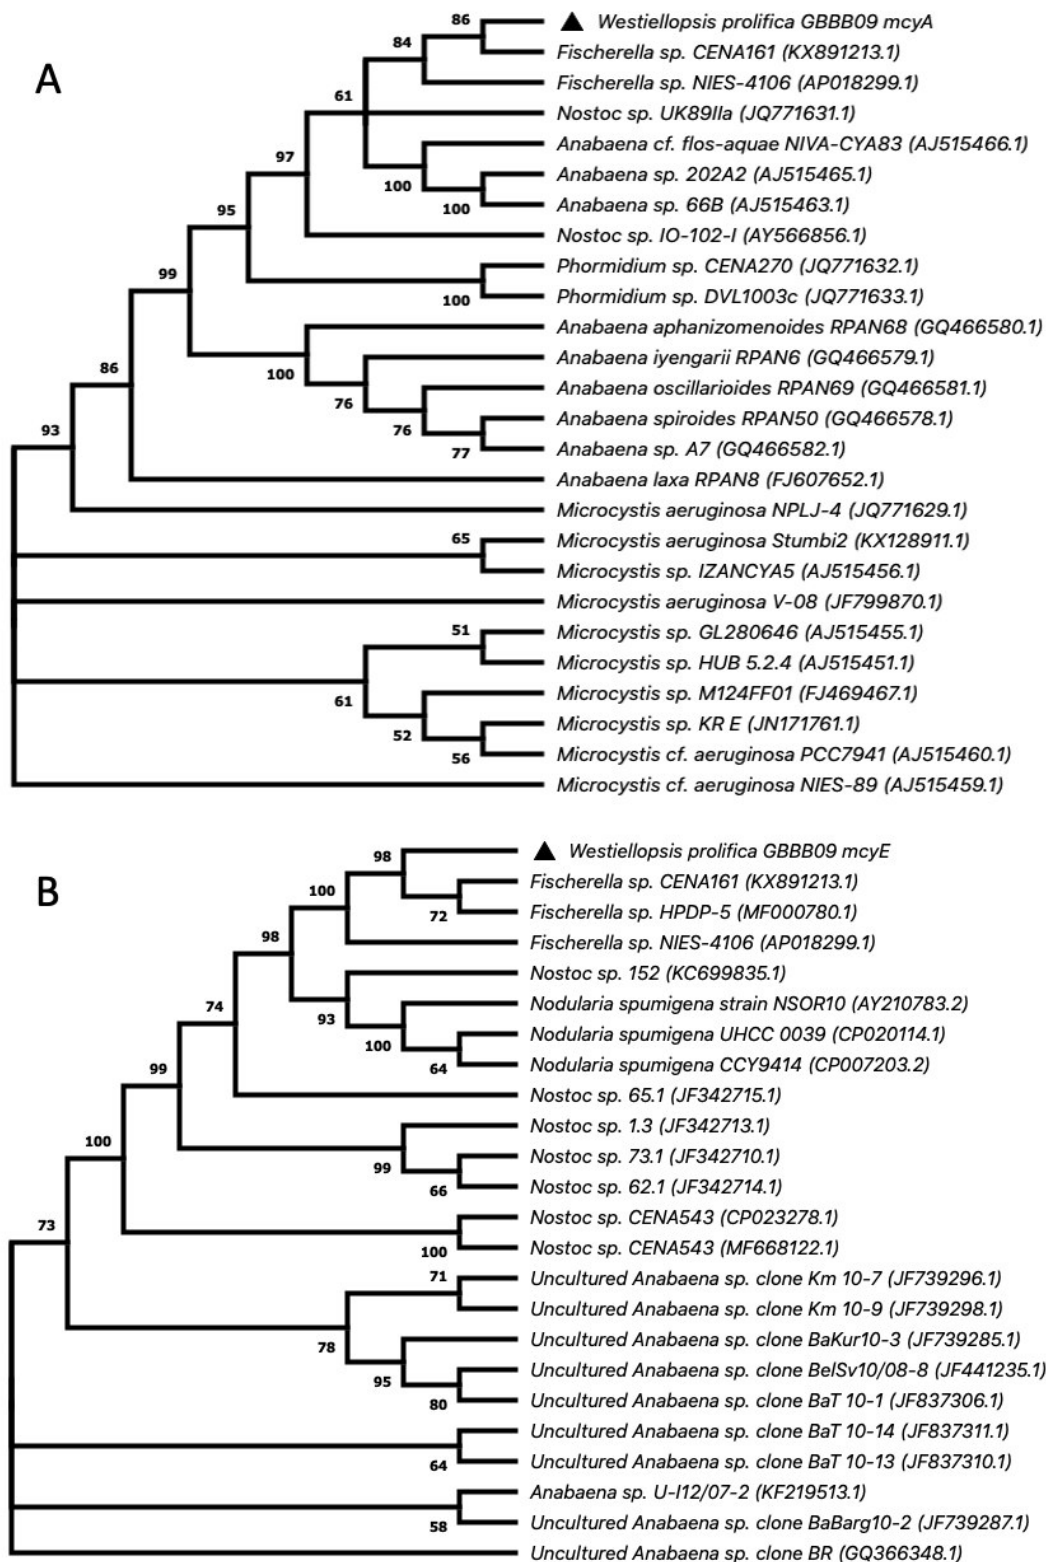 86
▲ Westiellopsis prolifica GBBB09 mcyA
84
Fischerella sp. CENA161 (KX891213.1)
A
Fischerella sp. NIES-4106 (AP018299.1)
61
Nostoc sp. UK89IIa (JQ771631.1)
97
Anabaena cf. flos-aquae NIVA-CYA83 (AJ515466.1)
100
Anabaena sp. 202A2 (AJ515465.1)
100
Anabaena sp. 66B (AJ515463.1)
95
Nostoc sp. IO-102-I (AY566856.1)
99
Phormidium sp. CENA270 (JQ771632.1)
100
Phormidium sp. DVL1003c (JQ771633.1)
Anabaena aphanizomenoides RPAN68 (GQ466580.1)
86
100
Anabaena iyengarii RPAN6 (GQ466579.1)
76
Anabaena oscillarioides RPAN69 (GQ466581.1)
93
76
Anabaena spiroides RPAN50 (GQ466578.1)
77
Anabaena sp. A7 (GQ466582.1)
Anabaena laxa RPAN8 (FJ607652.1)
Microcystis aeruginosa NPLJ-4 (JQ771629.1)
65
Microcystis aeruginosa Stumbi2 (KX128911.1)
Microcystis sp. IZANCYA5 (AJ515456.1)
Microcystis aeruginosa V-08 (JF799870.1)
51
Microcystis sp. GL280646 (AJ515455.1)
Microcystis sp. HUB 5.2.4 (AJ515451.1)
61
Microcystis sp. M124FF01 (FJ469467.1)
52
Microcystis sp. KR E (JN171761.1)
56
Microcystis cf. aeruginosa PCC7941 (AJ515460.1)
Microcystis cf. aeruginosa NIES-89 (AJ515459.1)
98
▲ Westiellopsis prolifica GBBB09 mcyE
100
Fischerella sp. CENA161 (KX891213.1)
B
72
Fischerella sp. HPDP-5 (MF000780.1)
98
Fischerella sp. NIES-4106 (AP018299.1)
Nostoc sp. 152 (KC699835.1)
74
93
Nodularia spumigena strain NSOR10 (AY210783.2)
100
Nodularia spumigena UHCC 0039 (CP020114.1)
64
Nodularia spumigena CCY9414 (CP007203.2)
99
Nostoc sp. 65.1 (JF342715.1)
100
Nostoc sp. 1.3 (JF342713.1)
99
Nostoc sp. 73.1 (JF342710.1)
66
Nostoc sp. 62.1 (JF342714.1)
73
Nostoc sp. CENA543 (CP023278.1)
100
Nostoc sp. CENA543 (MF668122.1)
71
Uncultured Anabaena sp. clone Km 10-7 (JF739296.1)
Uncultured Anabaena sp. clone Km 10-9 (JF739298.1)
78
Uncultured Anabaena sp. clone BaKur10-3 (JF739285.1)
95
Uncultured Anabaena sp. clone BelSv10/08-8 (JF441235.1)
80
Uncultured Anabaena sp. clone BaT 10-1 (JF837306.1)
Uncultured Anabaena sp. clone BaT 10-14 (JF837311.1)
64
Uncultured Anabaena sp. clone BaT 10-13 (JF837310.1)
Anabaena sp. U-I12/07-2 (KF219513.1)
58
Uncultured Anabaena sp. clone BaBarg10-2 (JF739287.1)
Uncultured Anabaena sp. clone BR (GQ366348.1)